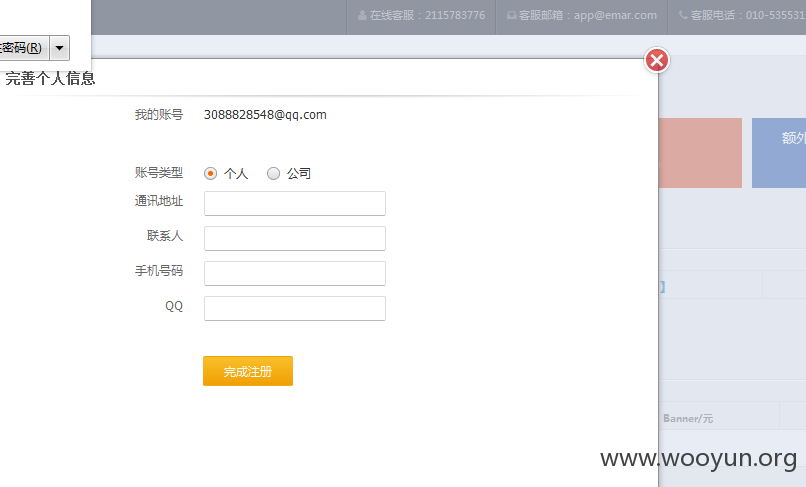 在线客服：2115783776
客服邮箱：app@emar.com
客服电话：010-535531
密码(R)
完善个人信息
我的账号 3088828548@qq.com
账号类型 个人 公司
通讯地址
联系人
手机号码
QQ
完成注册
额外
】
Banner/元
www.wooyun.org